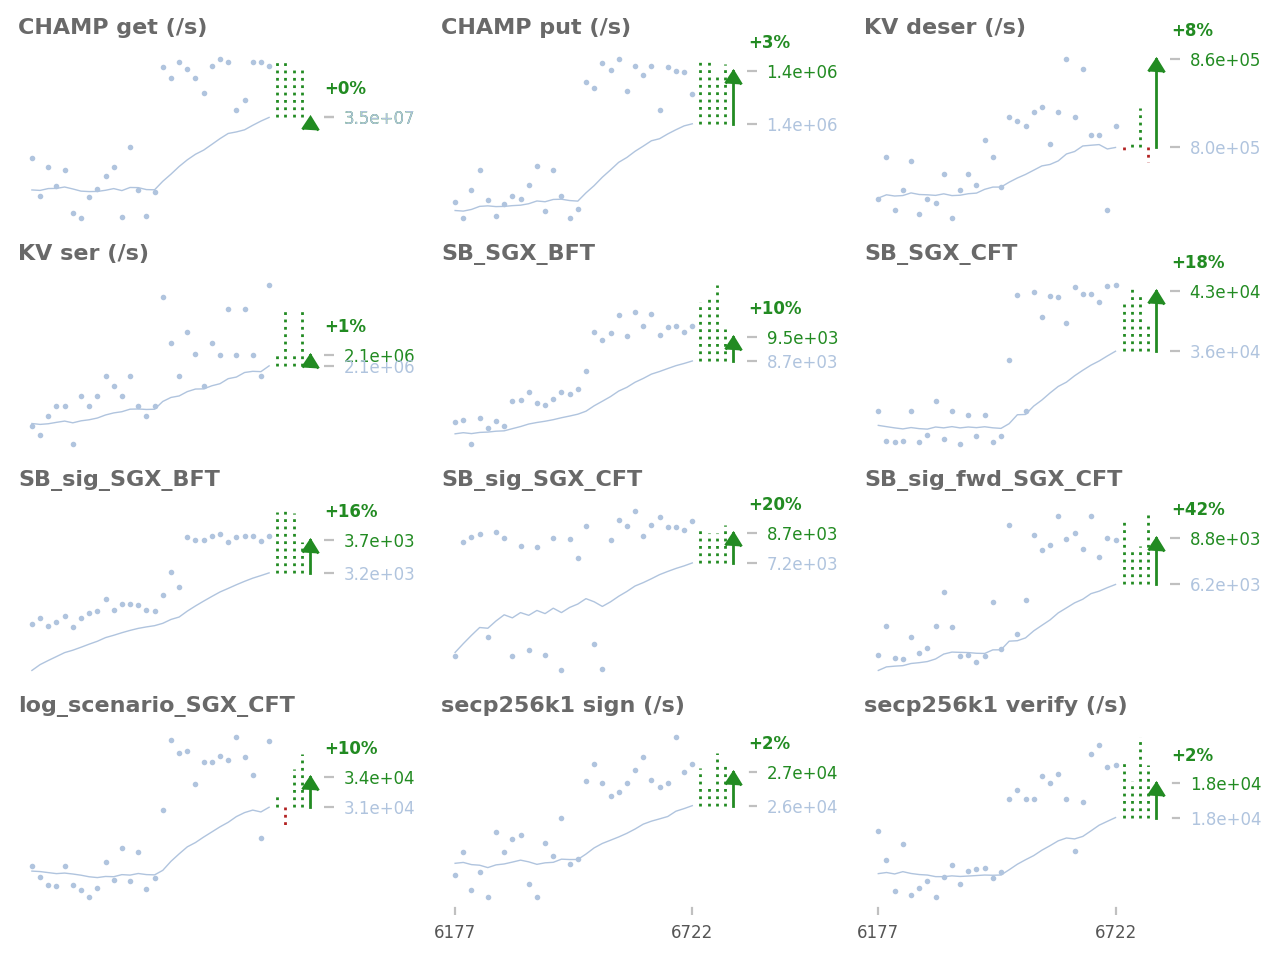 CHAMP get (/s)
+0%
3.5e+07
CHAMP put (/s)
+3%
1.4e+06
1.4e+06
KV deser (/s)
+8%
8.6e+05
8.0e+05
KV ser (/s)
+1%
2.1e+06
2.1e+06
SB_SGX_BFT
+10%
9.5e+03
8.7e+03
SB_SGX_CFT
+18%
4.3e+04
3.6e+04
SB_sig_SGX_BFT
+16%
3.7e+03
3.2e+03
SB_sig_SGX_CFT
+20%
8.7e+03
7.2e+03
SB_sig_fwd_SGX_CFT
+42%
8.8e+03
6.2e+03
log_scenario_SGX_CFT
+10%
3.4e+04
3.1e+04
secp256k1 sign (/s)
+2%
2.7e+04
2.6e+04
secp256k1 verify (/s)
+2%
1.8e+04
1.8e+04
6177
6722
6177
6722